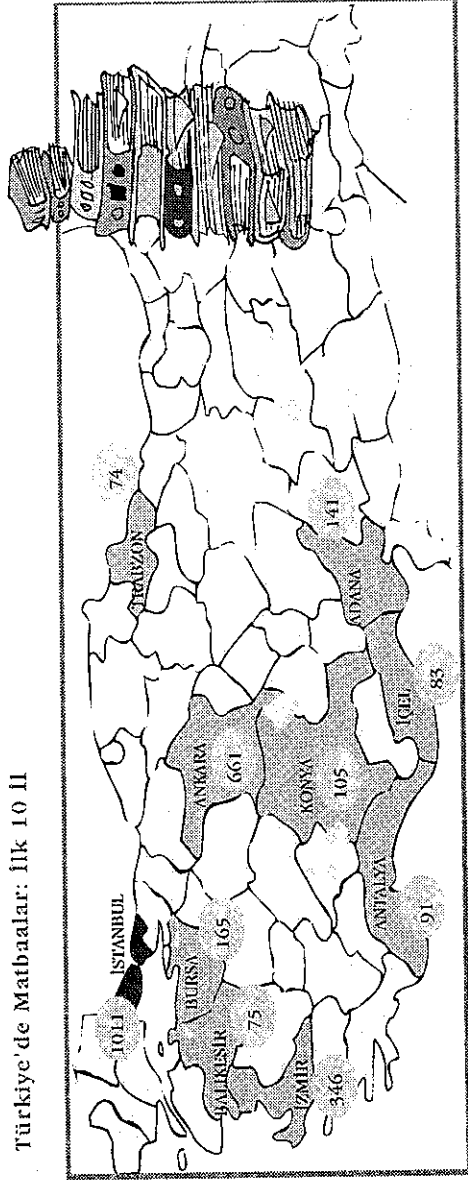 Türkiye'de Matbaalar: İlk 10 İl
İSTANBUL
1011
BURSA
165
BALIKESİR
75
İZMİR
346
ANKARA
661
KONYA
105
ANTALYA
91
İÇEL
83
ADANA
141
TRABZON
74